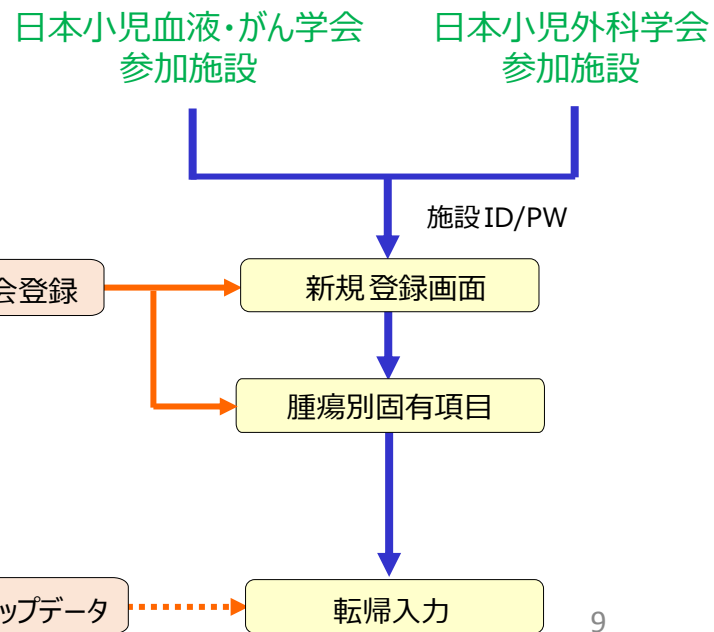 日本小児血液・がん学会
参加施設
日本小児外科学会
参加施設
施設ID/PW
会登録
新規登録画面
腫瘍別固有項目
ップデータ
転帰入力
9